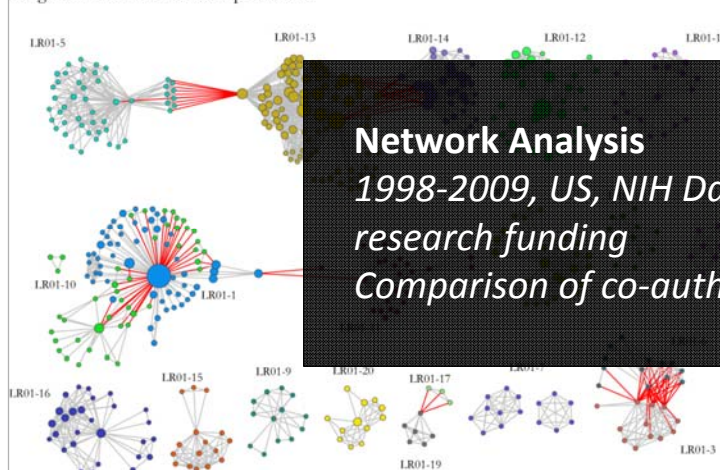 LR01-5
LR01-13
LR01-14
LR01-12
Network Analysis
1998-2009, US, NIH Da
research funding
Comparison of co-auth
LR01-10
LR01-1
LR01-16
LR01-15
LR01-9
LR01-20
LR01-17
LR01-3
LR01-19